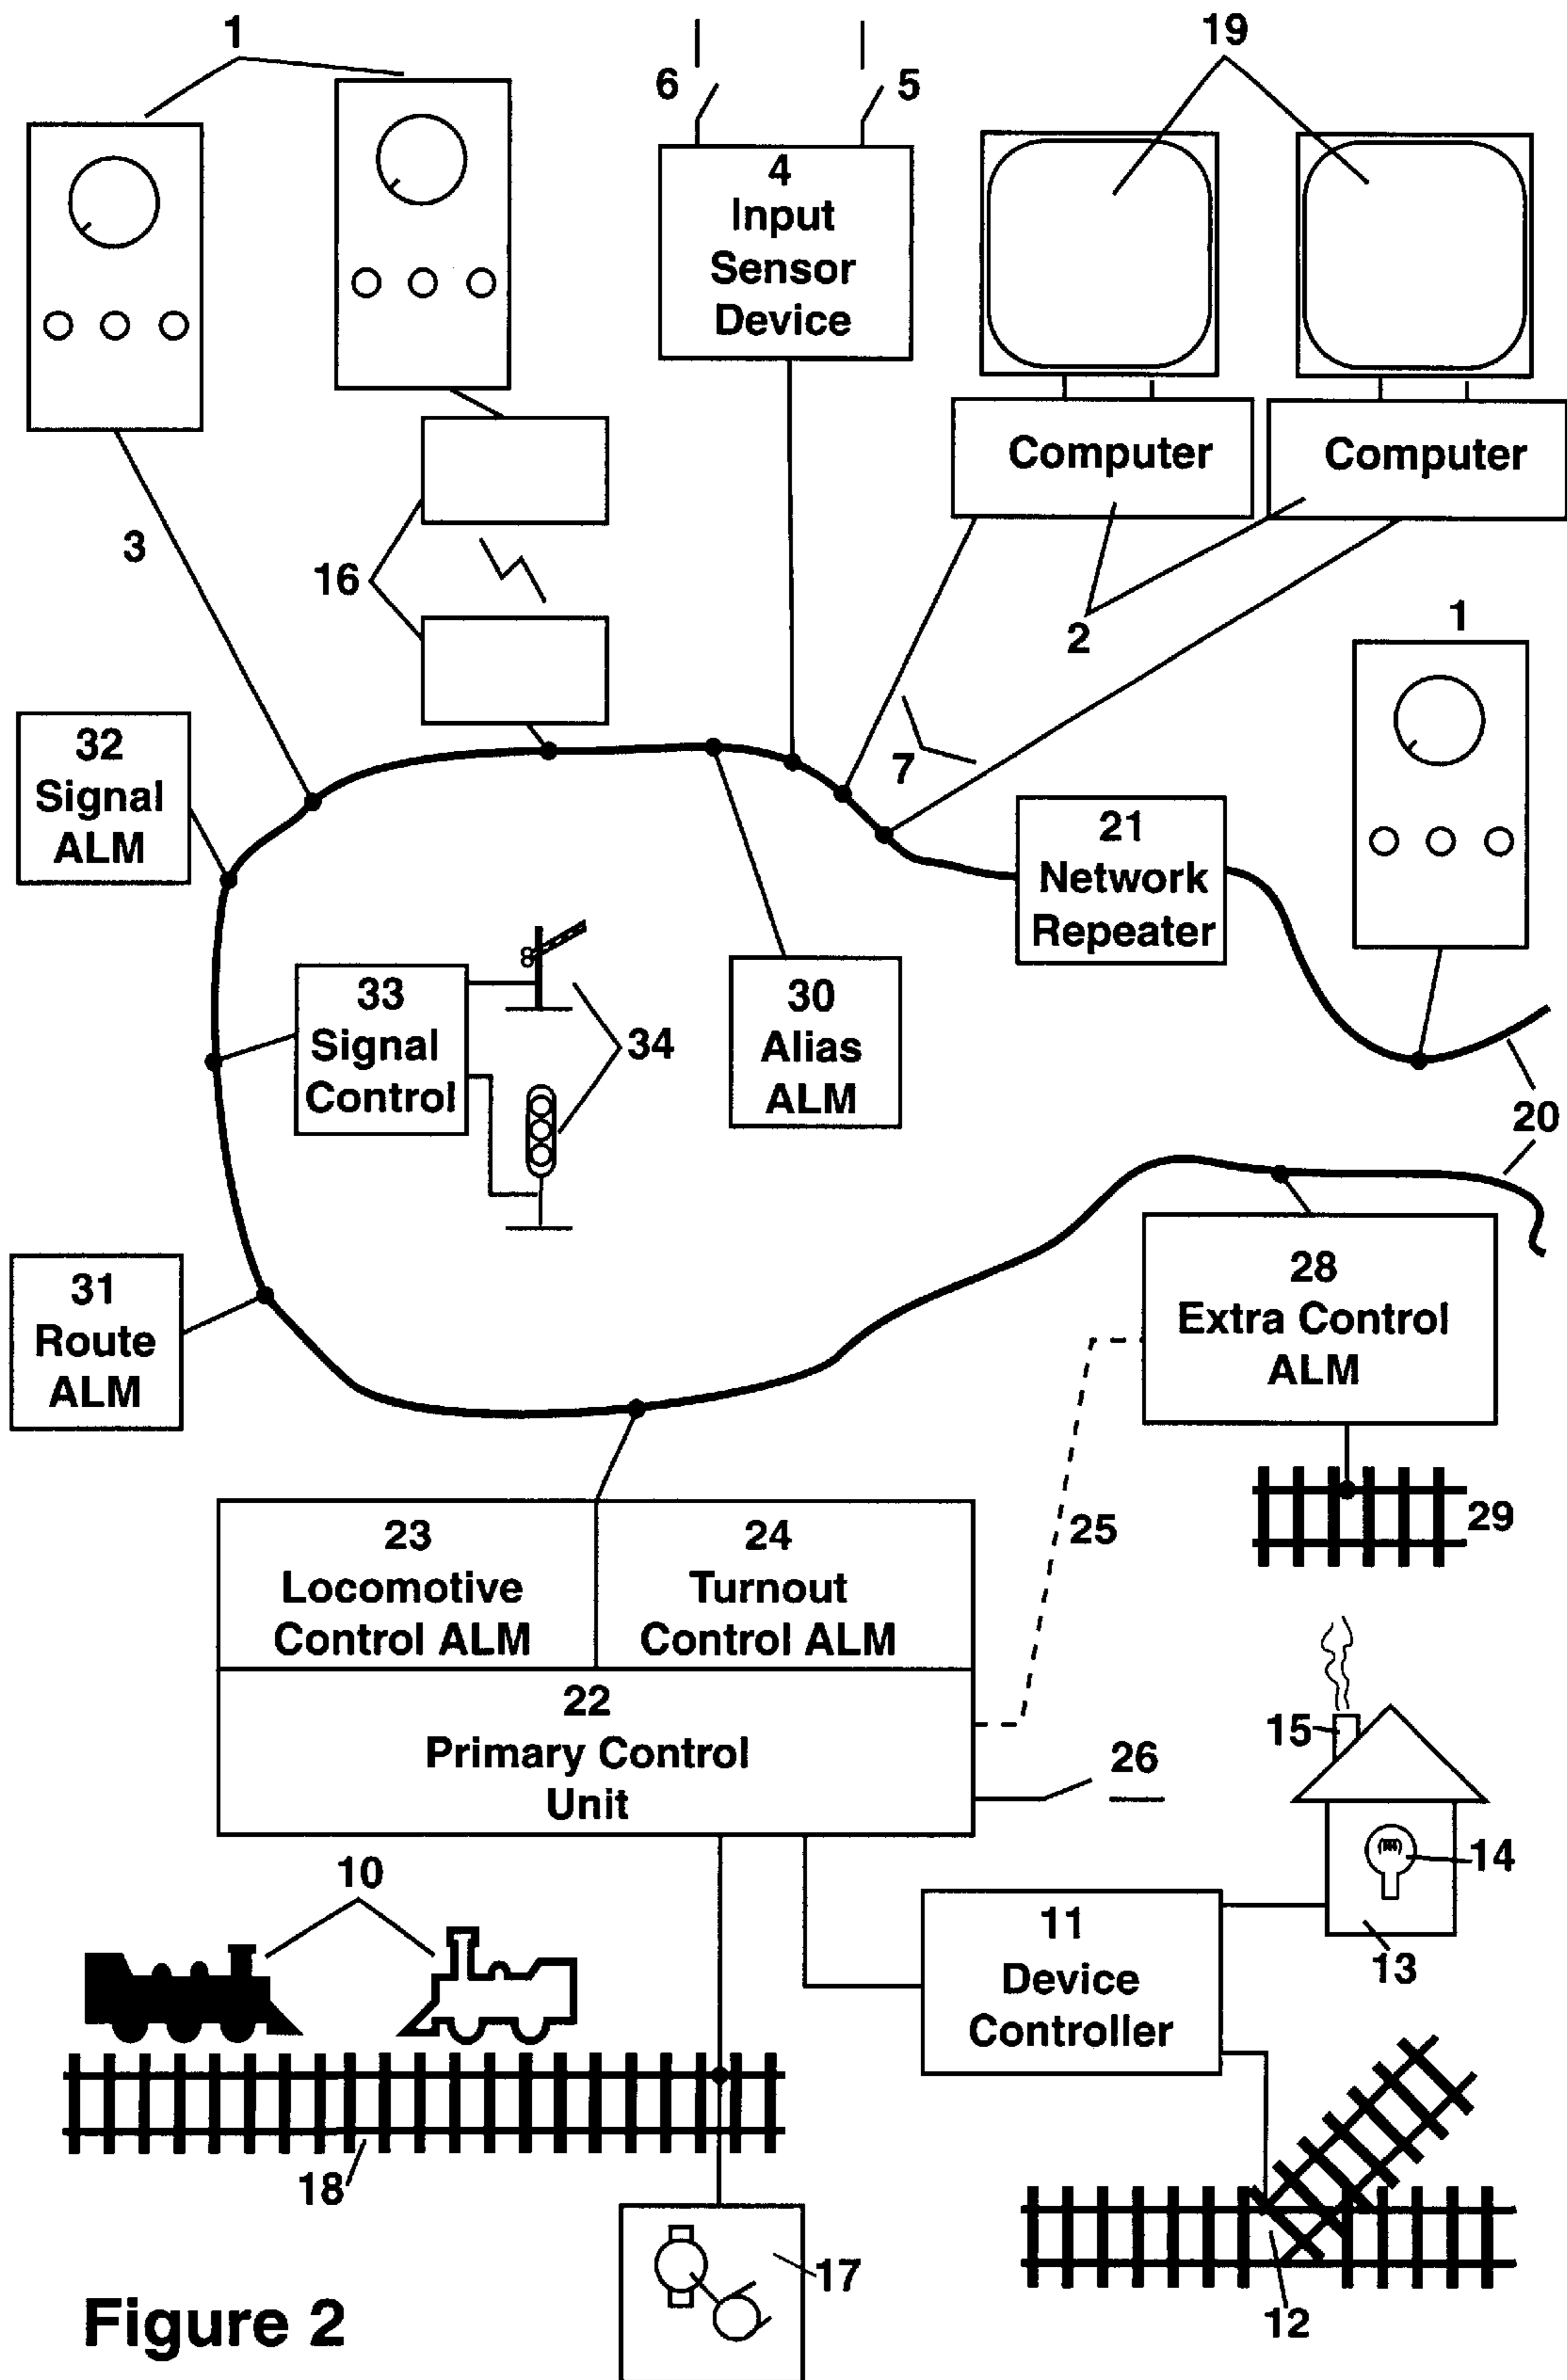 1
19
6
5
4
Input
Sensor
Device
Computer
Computer
3
16
2
1
7
32
Signal
ALM
21
Network
Repeater
33
Signal
Control
34
30
Alias
ALM
20
31
Route
ALM
28
Extra Control
ALM
25
29
23
Locomotive
Control ALM
24
Turnout
Control ALM
22
Primary Control
Unit
26
15
14
13
10
11
Device
Controller
18
17
12
Figure 2